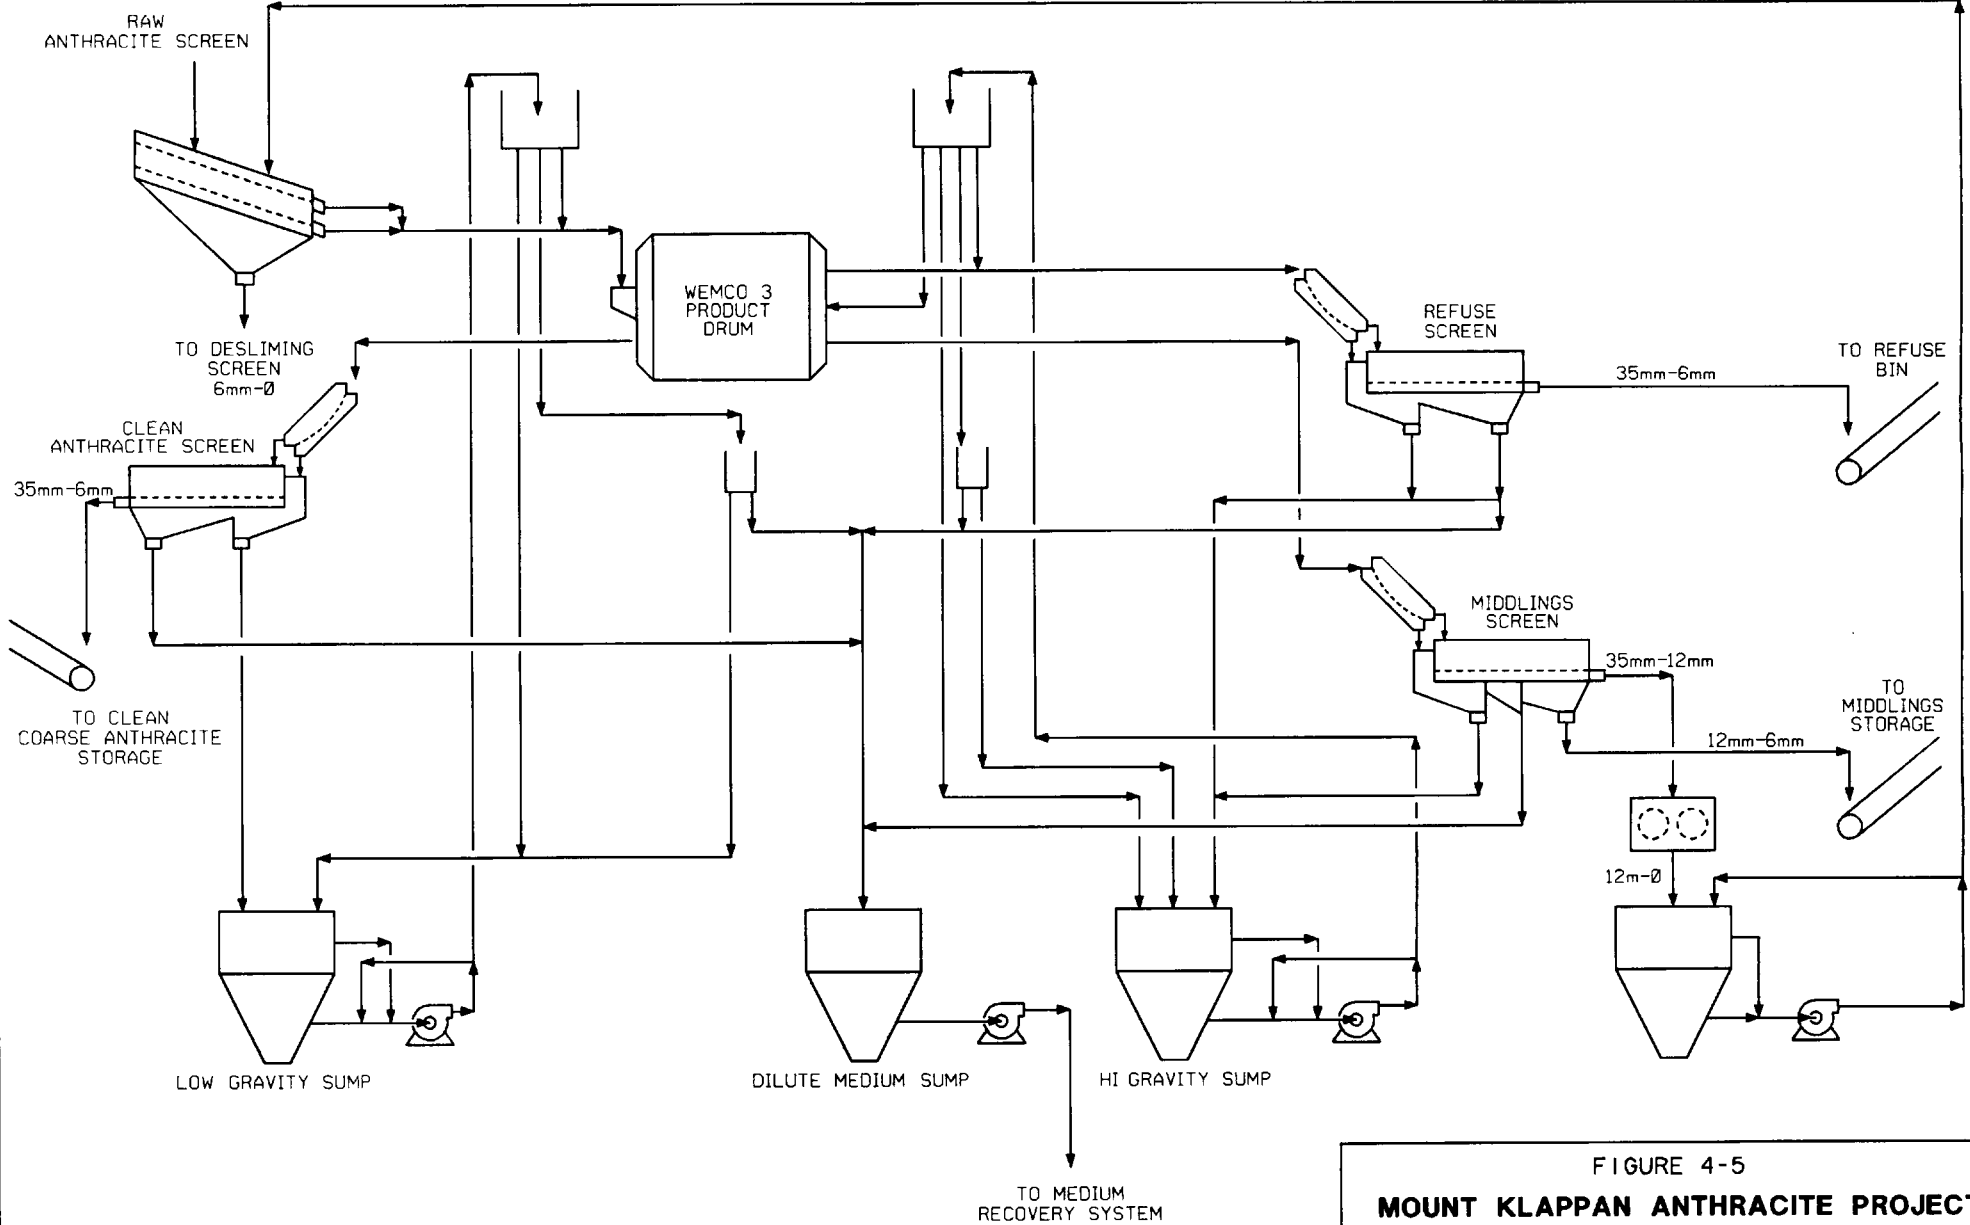 RAW
ANTHRACITE SCREEN
WEMCO 3
PRODUCT
DRUM
REFUSE
SCREEN
TO REFUSE
BIN
35mm-6mm
TO DESLIMING
SCREEN
6mm-0
CLEAN
ANTHRACITE SCREEN
35mm-6mm
MIDDLINGS
SCREEN
35mm-12mm
TO
MIDDLINGS
STORAGE
12mm-6mm
TO CLEAN
COARSE ANTHRACITE
STORAGE
12m-0
LOW GRAVITY SUMP
DILUTE MEDIUM SUMP
HI GRAVITY SUMP
TO MEDIUM
RECOVERY SYSTEM
FIGURE 4-5
MOUNT KLAPPAN ANTHRACITE PROJECT